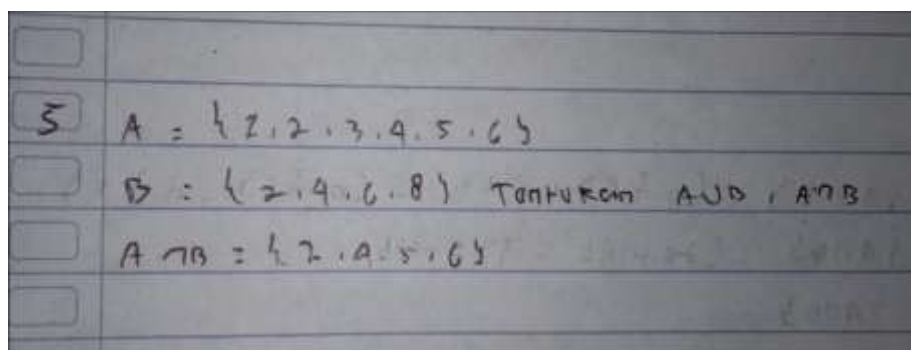 5 A = {1,2,3,4,5,6}
B = {2,4,6,8} Tentukan A∪B, A∩B
A∩B = {2,4,5,6}